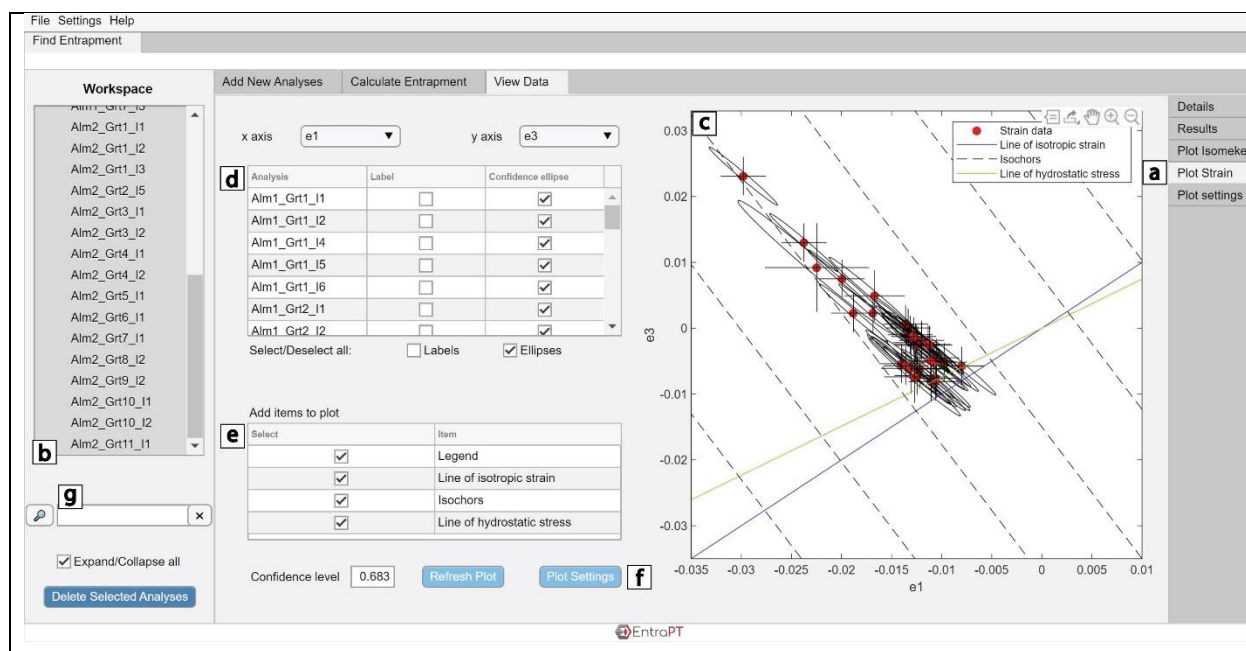 File Settings Help
Find Entrapment
Workspace
Alm1_Grt7_I3
Alm2_Grt1_I1
Alm2_Grt1_I2
Alm2_Grt1_I3
Alm2_Grt2_I5
Alm2_Grt3_I1
Alm2_Grt3_I2
Alm2_Grt4_I1
Alm2_Grt4_I2
Alm2_Grt5_I1
Alm2_Grt6_I1
Alm2_Grt7_I1
Alm2_Grt8_I2
Alm2_Grt9_I2
Alm2_Grt10_I1
Alm2_Grt10_I2
Alm2_Grt11_I1
b
g
Expand/Collapse all
Delete Selected Analyses
Add New Analyses Calculate Entrapment View Data
x axis e1 y axis e3
d
Analysis Label Confidence ellipse
Alm1_Grt1_I1
Alm1_Grt1_I2
Alm1_Grt1_I4
Alm1_Grt1_I5
Alm1_Grt1_I6
Alm1_Grt2_I1
Alm1_Grt2_I2
Select/Deselect all: Labels Ellipses
Add items to plot
e
Select Item
Legend
Line of isotropic strain
Isochors
Line of hydrostatic stress
Confidence level 0.683 Refresh Plot Plot Settings f
c
Strain data
Line of isotropic strain
Isochors
Line of hydrostatic stress
0.03
0.02
0.01
0
-0.01
-0.02
-0.03
e3
-0.035 -0.03 -0.025 -0.02 -0.015 -0.01 -0.005 0 0.005 0.01
e1
Details
Results
Plot Isomeke
a Plot Strain
Plot settings
EntraPT